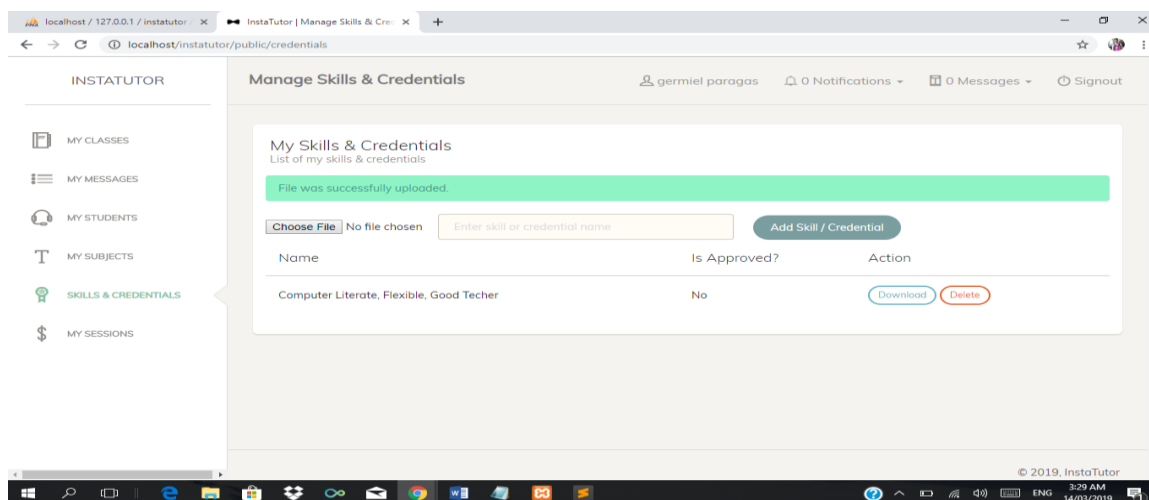 localhost / 127.0.0.1 / instatutor
InstaTutor | Manage Skills & Cre
localhost/instatutor/public/credentials
INSTATUTOR
Manage Skills & Credentials
germiel paragas
0 Notifications
0 Messages
Signout
MY CLASSES
MY MESSAGES
MY STUDENTS
MY SUBJECTS
SKILLS & CREDENTIALS
MY SESSIONS
My Skills & Credentials
List of my skills & credentials
File was successfully uploaded.
Choose File No file chosen Enter skill or credential name Add Skill / Credential
Name Is Approved? Action
Computer Literate, Flexible, Good Techer No Download Delete
© 2019, InstaTutor
ENG
3:29 AM
14/03/2019